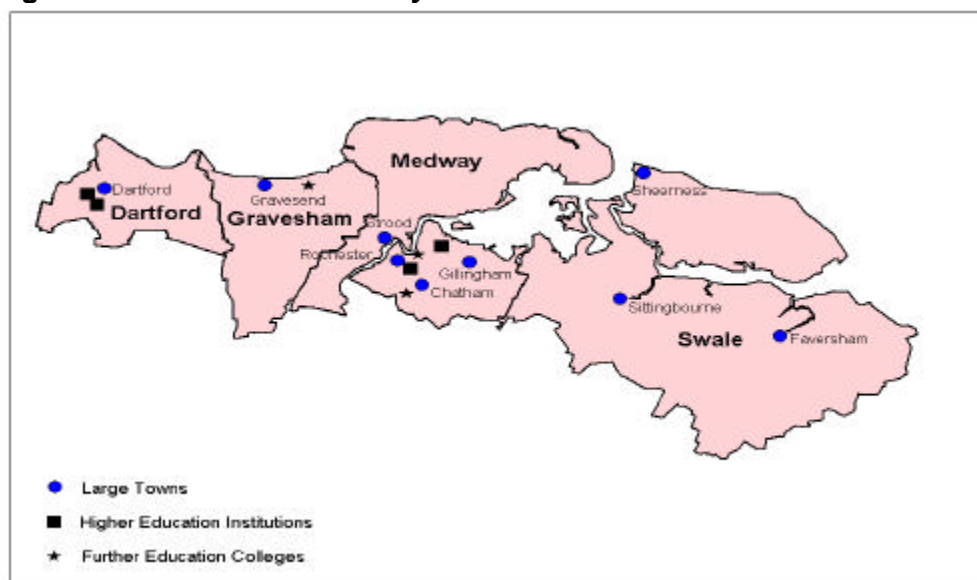 Medway
Sheerness
Dartford
Dartford
Gravesend
Gravesham
Strood
Rochester
Gillingham
Chatham
Sittingbourne
Swale
Faversham
Large Towns
Higher Education Institutions
Further Education Colleges